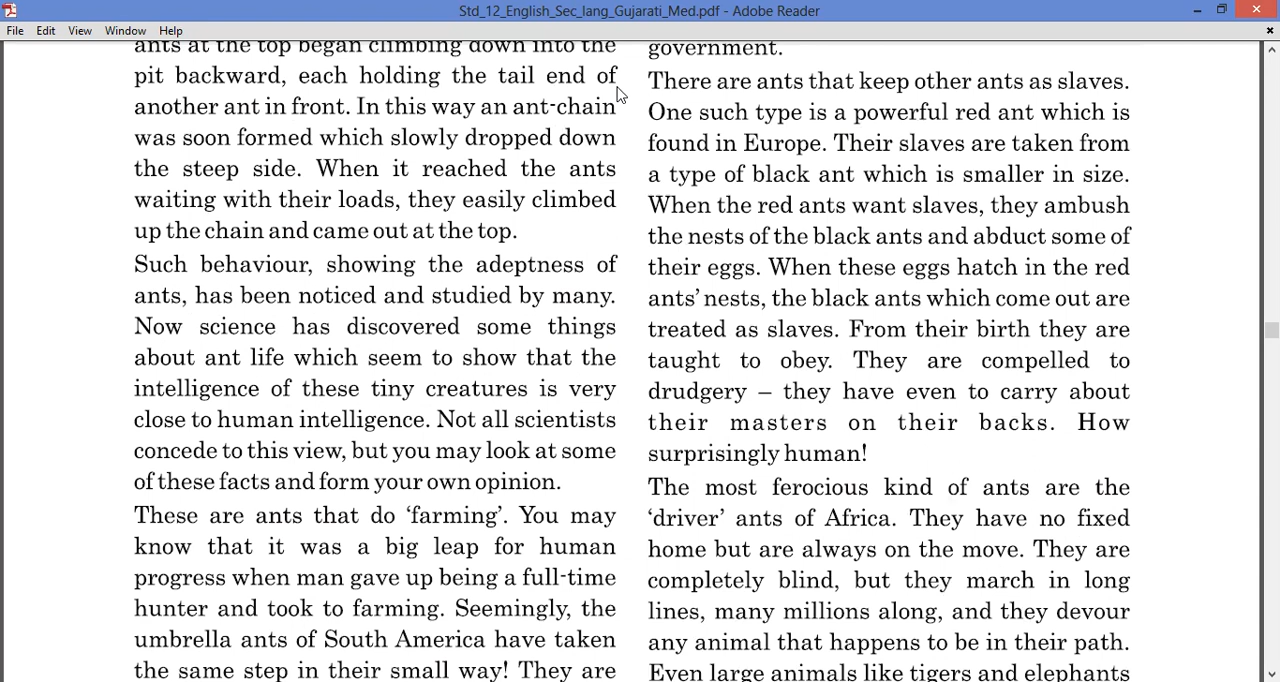 Std_12_English_Sec_lang_Gujarati_Med.pdf - Adobe Reader
File Edit View Window Help
ants at the top began climbing down into the
pit backward, each holding the tail end of
another ant in front. In this way an ant-chain
was soon formed which slowly dropped down
the steep side. When it reached the ants
waiting with their loads, they easily climbed
up the chain and came out at the top.
Such behaviour, showing the adeptness of
ants, has been noticed and studied by many.
Now science has discovered some things
about ant life which seem to show that the
intelligence of these tiny creatures is very
close to human intelligence. Not all scientists
concede to this view, but you may look at some
of these facts and form your own opinion.
These are ants that do ‘farming’. You may
know that it was a big leap for human
progress when man gave up being a full-time
hunter and took to farming. Seemingly, the
umbrella ants of South America have taken
the same step in their small way! They are
government.
There are ants that keep other ants as slaves.
One such type is a powerful red ant which is
found in Europe. Their slaves are taken from
a type of black ant which is smaller in size.
When the red ants want slaves, they ambush
the nests of the black ants and abduct some of
their eggs. When these eggs hatch in the red
ants’ nests, the black ants which come out are
treated as slaves. From their birth they are
taught to obey. They are compelled to
drudgery – they have even to carry about
their masters on their backs. How
surprisingly human!
The most ferocious kind of ants are the
‘driver’ ants of Africa. They have no fixed
home but are always on the move. They are
completely blind, but they march in long
lines, many millions along, and they devour
any animal that happens to be in their path.
Even large animals like tigers and elephants